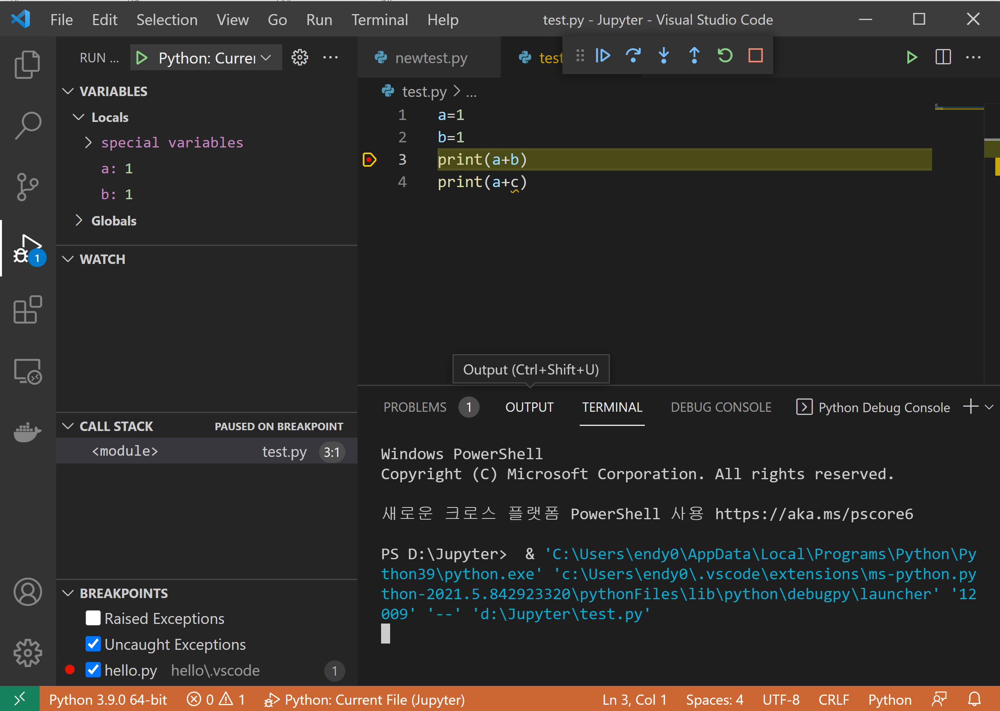 File Edit Selection View Go Run Terminal Help test.py - Jupyter - Visual Studio Code
RUN ... Python: Curre
newtest.py test
VARIABLES
Locals
special variables
a: 1
b: 1
Globals
WATCH
CALL STACK PAUSED ON BREAKPOINT
<module> test.py 3:1
BREAKPOINTS
Raised Exceptions
Uncaught Exceptions
hello.py hello\.vscode 1
1
test.py > ...
1 a=1
2 b=1
3 print(a+b)
4 print(a+c)
Output (Ctrl+Shift+U)
PROBLEMS 1 OUTPUT TERMINAL DEBUG CONSOLE Python Debug Console
Windows PowerShell
Copyright (C) Microsoft Corporation. All rights reserved.
새로운 크로스 플랫폼 PowerShell 사용 https://aka.ms/pscore6
PS D:\Jupyter>  & 'C:\Users\endy0\AppData\Local\Programs\Python\Py
thon39\python.exe' 'c:\Users\endy0\.vscode\extensions\ms-python.py
thon-2021.5.842923320\pythonFiles\lib\python\debugpy\launcher' '12
009' '--' 'd:\Jupyter\test.py'
Python 3.9.0 64-bit 0 1 Python: Current File (Jupyter) Ln 3, Col 1 Spaces: 4 UTF-8 CRLF Python